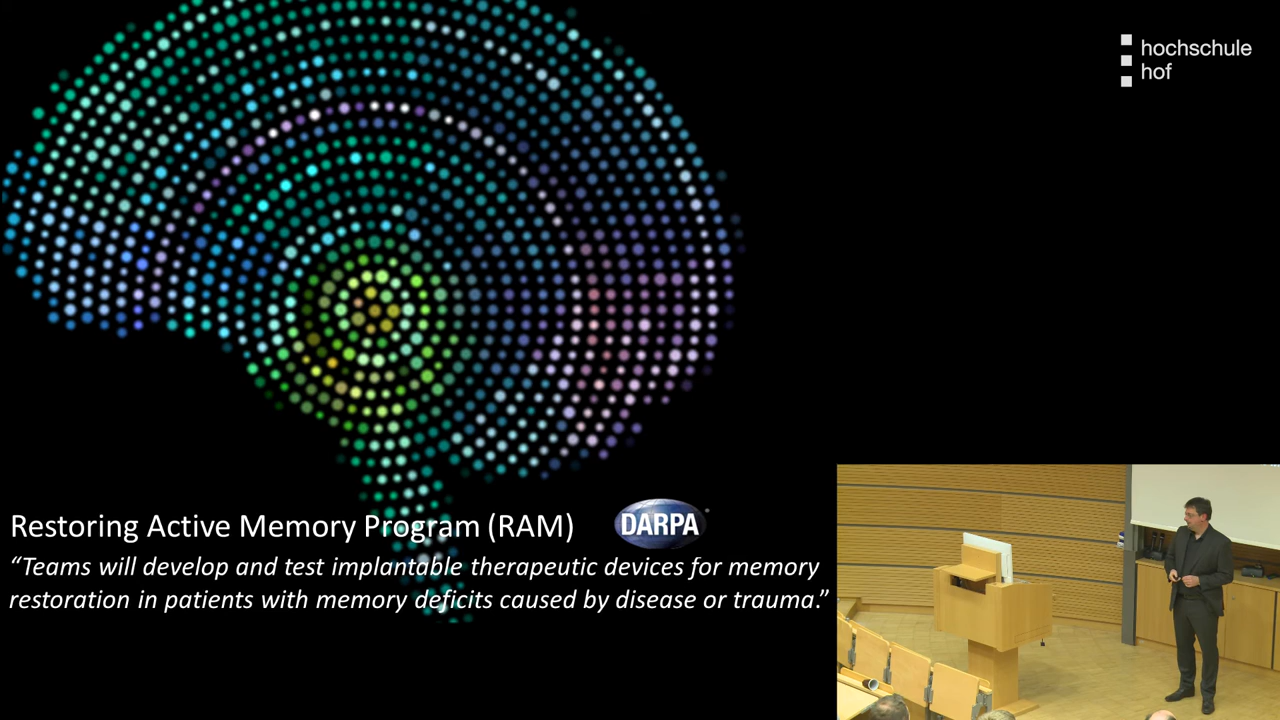 hochschule
hof
Restoring Active Memory Program (RAM)
DARPA
“Teams will develop and test implantable therapeutic devices for memory
restoration in patients with memory deficits caused by disease or trauma.”